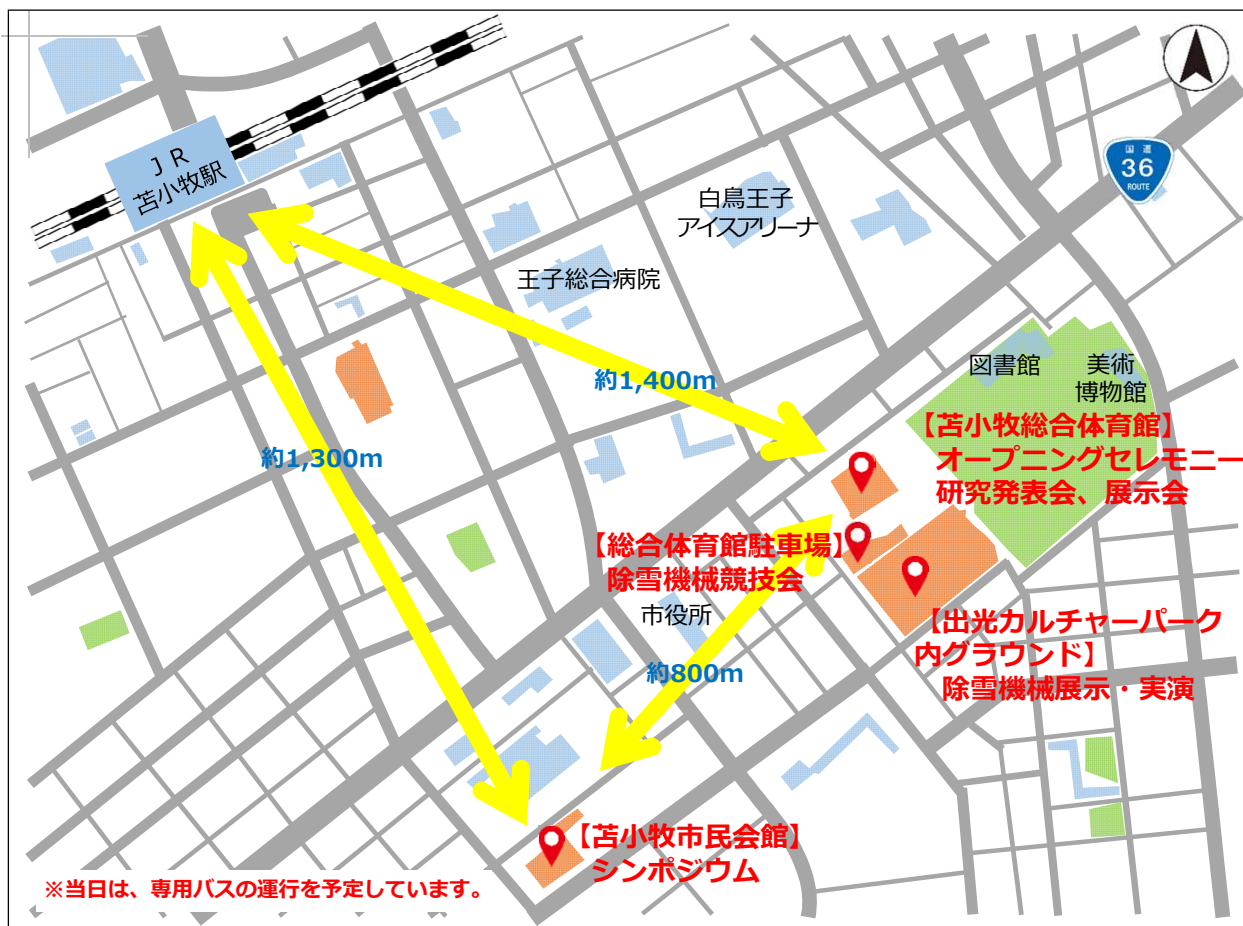 国道
36
ROUTE
JR
苫小牧駅
白鳥王子
アイスアリーナ
王子総合病院
図書館
美術
博物館
約1,400m
約1,300m
【苫小牧総合体育館】
オープニングセレモニー
研究発表会、展示会
【総合体育館駐車場】
除雪機械競技会
市役所
【出光カルチャーパーク
内グラウンド】
除雪機械展示・実演
約800m
【苫小牧市民会館】
シンポジウム
※当日は、専用バスの運行を予定しています。